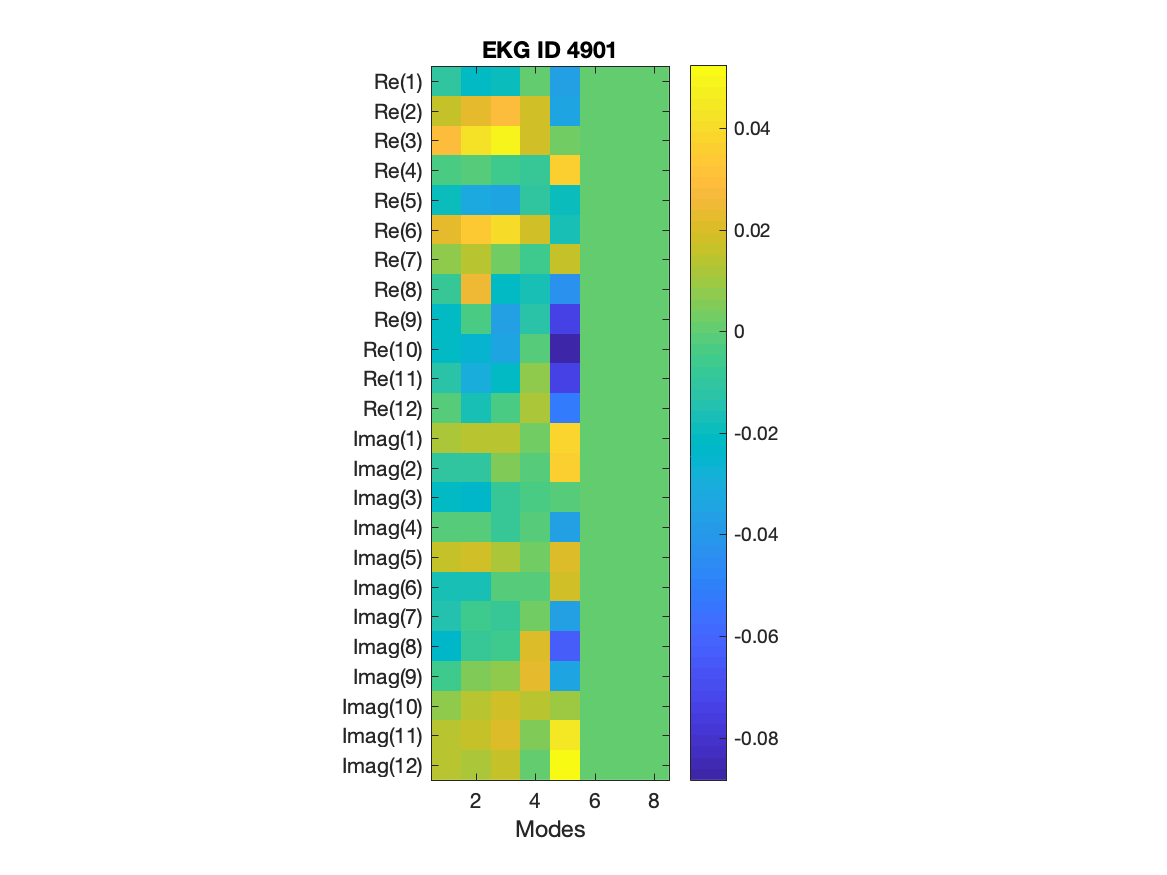 EKG ID 4901
Re(1)
Re(2)
Re(3)
Re(4)
Re(5)
Re(6)
Re(7)
Re(8)
Re(9)
Re(10)
Re(11)
Re(12)
Imag(1)
Imag(2)
Imag(3)
Imag(4)
Imag(5)
Imag(6)
Imag(7)
Imag(8)
Imag(9)
Imag(10)
Imag(11)
Imag(12)
2 4 6 8
Modes
0.04
0.02
0
-0.02
-0.04
-0.06
-0.08